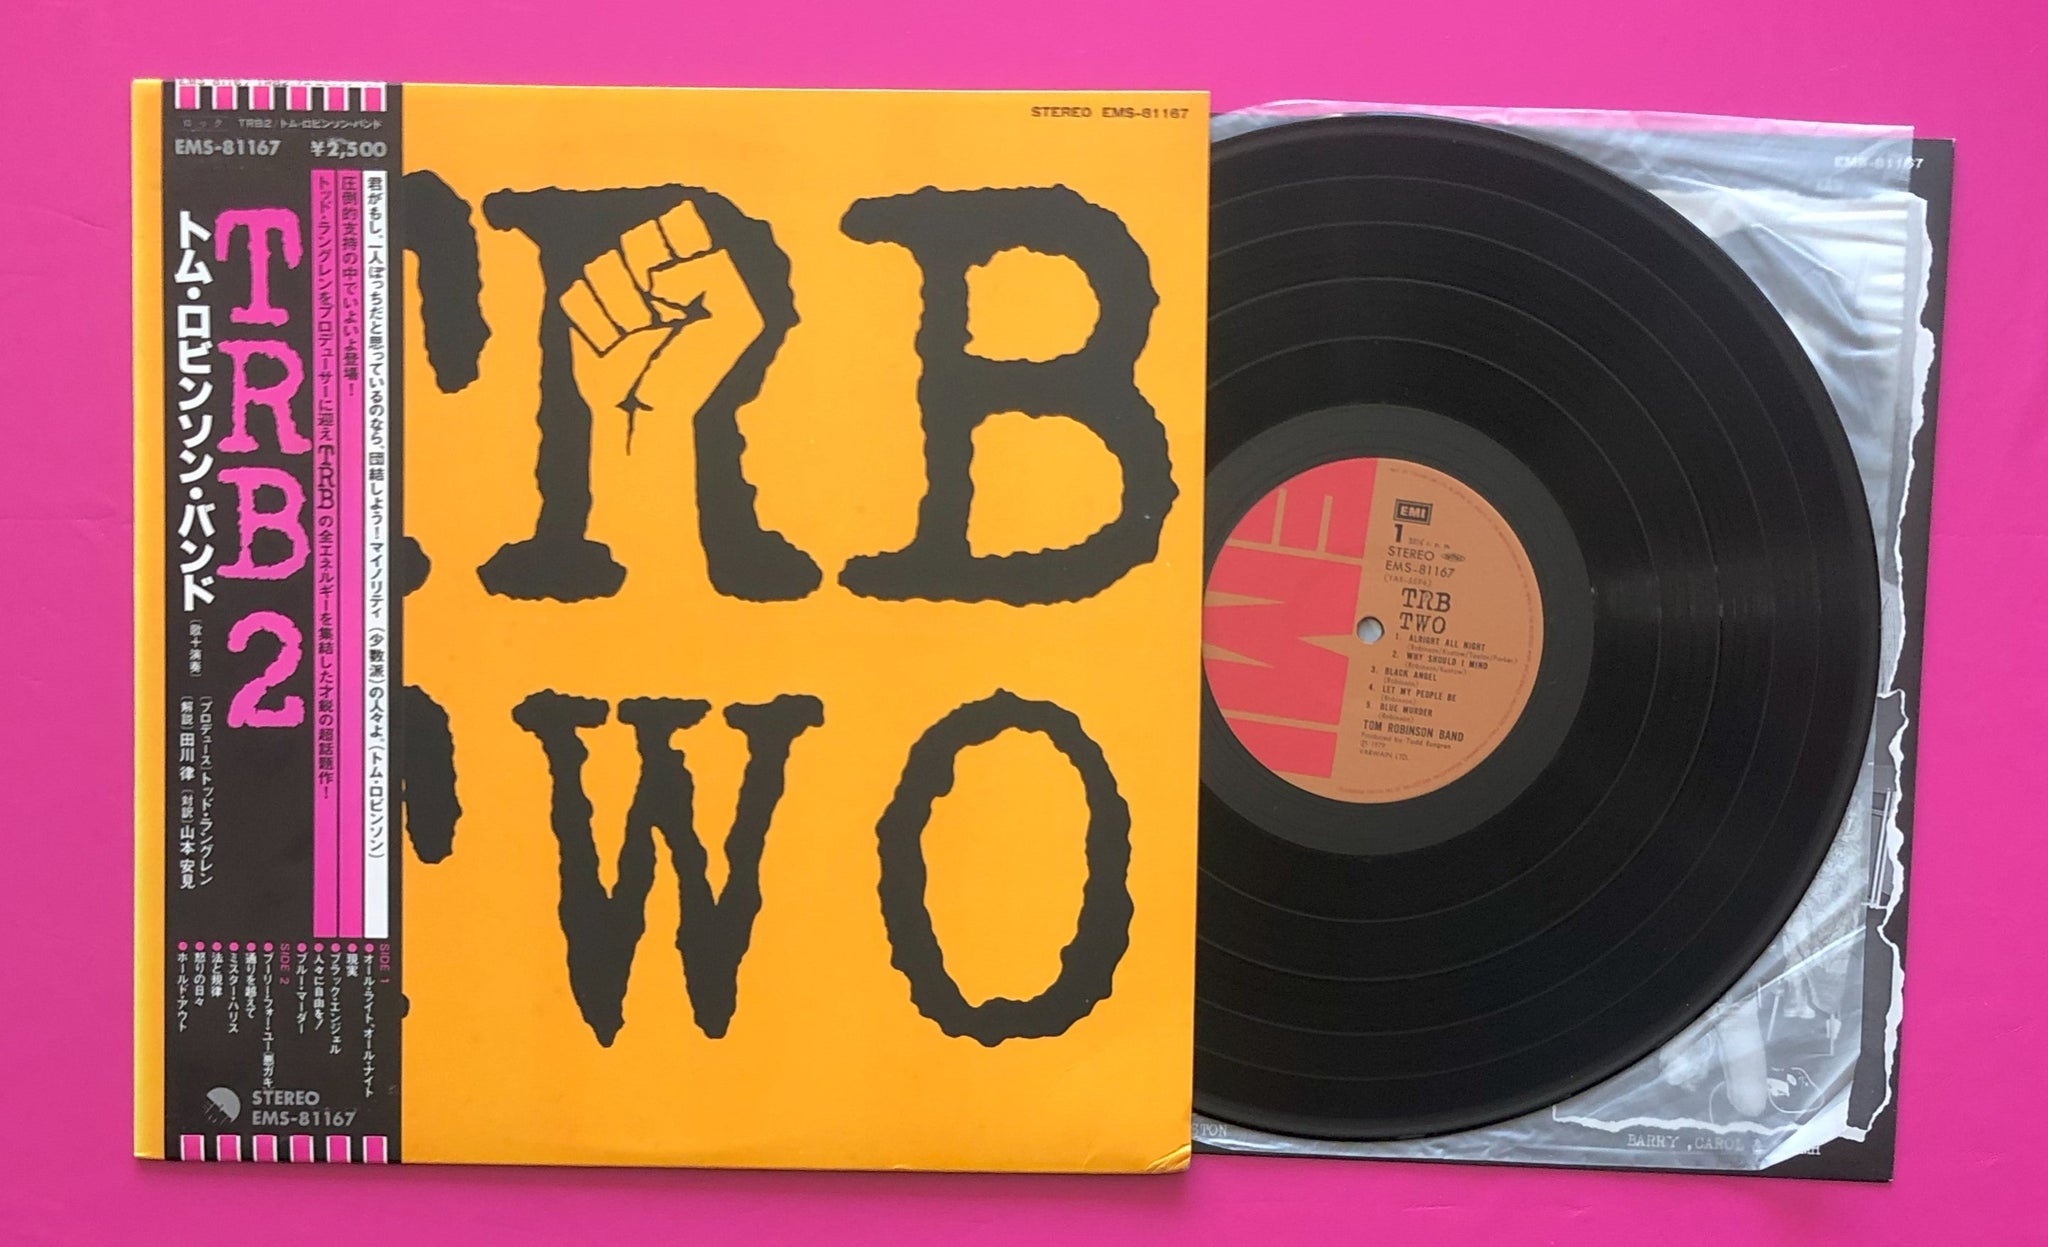 ロック TRB2/トム・ロビンソン・バンド
EMS-81167 ¥2,500
君がもし、一人ぼっちだと思っているのなら、団結しよう！マイノリティ（少数派）の人々よ。（トム・ロビンソン）
圧倒的支持の中でいよいよ登場！
トッド・ラングレンをプロデューサーに迎えTRBの全エネルギーを集結した才鋭の超話題作！
TRB 2
トム・ロビンソン・バンド
（歌＋演奏）
〔プロデュース〕トッド・ラングレン
〔解説〕田川 律 〔対訳〕山本 安見
SIDE 1
●オール・ライト、オール・ナイト
●現実
●ブラック・エンジェル
●人々に自由を！
●ブルー・マーダー
SIDE 2
●ブーリー・フォー・ユー（悪ガキ）
●通りを越えて
●ミスター・ハリス
●法と規律
●怒りの日々
●ホールド・アウト
STEREO
EMS-81167
STEREO EMS-81167
TRB
TWO
EMI
1
STEREO
EMS-81167
TRB
TWO
1. ALRIGHT ALL NIGHT
2. WHY SHOULD I MIND
(Robinson/Kustow)
3. BLACK ANGEL
(Robinson)
4. LET MY PEOPLE BE
(Robinson)
5. BLUE MURDER
(Robinson)
TOM ROBINSON BAND
Produced by Todd Rungren
Ⓟ 1979
VARWAIN LTD.
EMS-81167
STON
BARRY, CAROL &